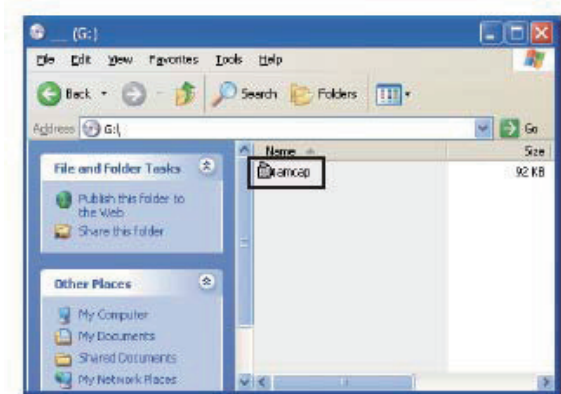 __ (G:)
File Edit View Favorites Tools Help
Back Search Folders
Address G:\ Go
Name Size
amcap 92 KB
File and Folder Tasks
Publish this folder to
the Web
Share this folder
Other Places
My Computer
My Documents
Shared Documents
My Network Places